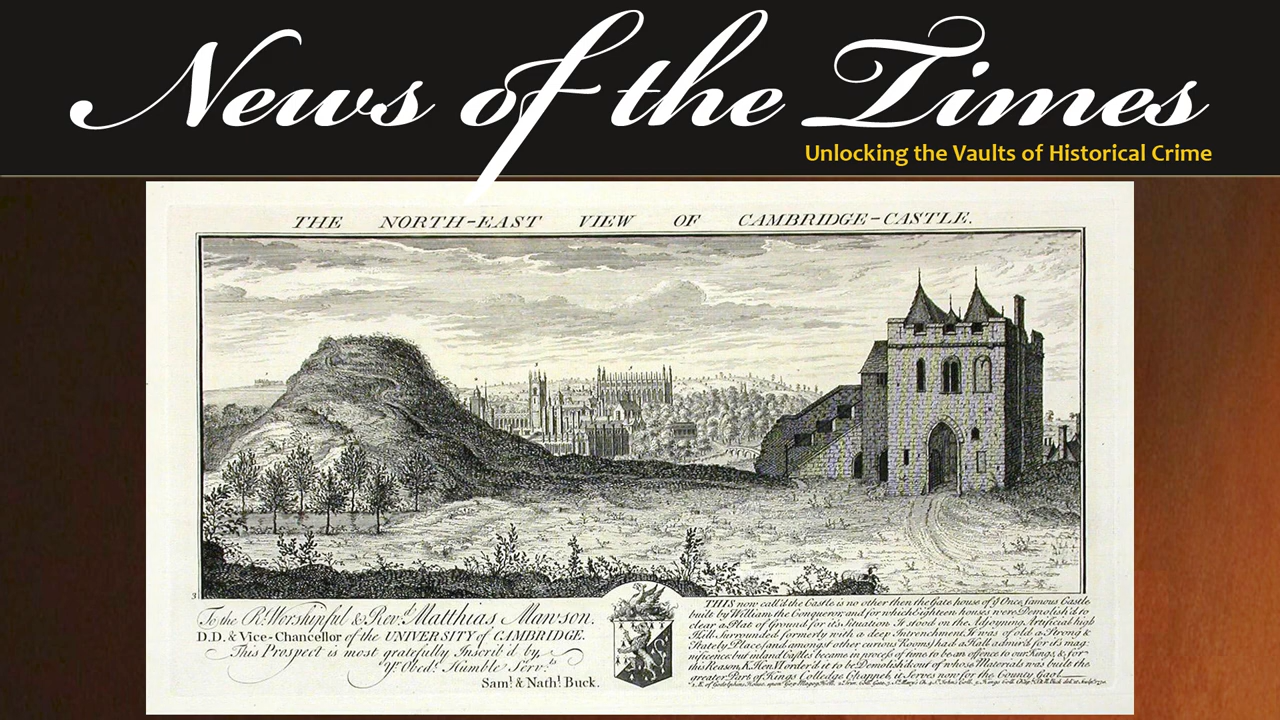 News of the Times
Unlocking the Vaults of Historical Crime
THE NORTH-EAST VIEW OF CAMBRIDGE-CASTLE.
3
To the Rt. Worshipful & Revd. Matthias Mawson.
D.D. & Vice-Chancellor of the UNIVERSITY of CAMBRIDGE.
This Prospect is most gratefully Inscrib'd by
Yr. Obedt. Humble Servts.
Saml. & Nathl. Buck.
THIS now call'd the Castle is no other then the Gate house of ye Once famous Castle
built by William the Conqueror, and for which Eighteen houses were Demolish'd to
clear a Plat of Ground for its Situation. It stood on the Adjoyning Artificial high
Hill Surrounded formerly with a deep Intrenchment. It was of old a Strong &
Stately Place (and amongst other curious Rooms) had a Hall admir'd for its mag:
nificence; but inland Castles became in process of time to be an offence to our Kings, & for
this Reason K. Hen. VI order'd it to be Demolish'd out of whose Materials was built the
greater Part of Kings Colledge Chappel, it Serves now for the County Gaol.